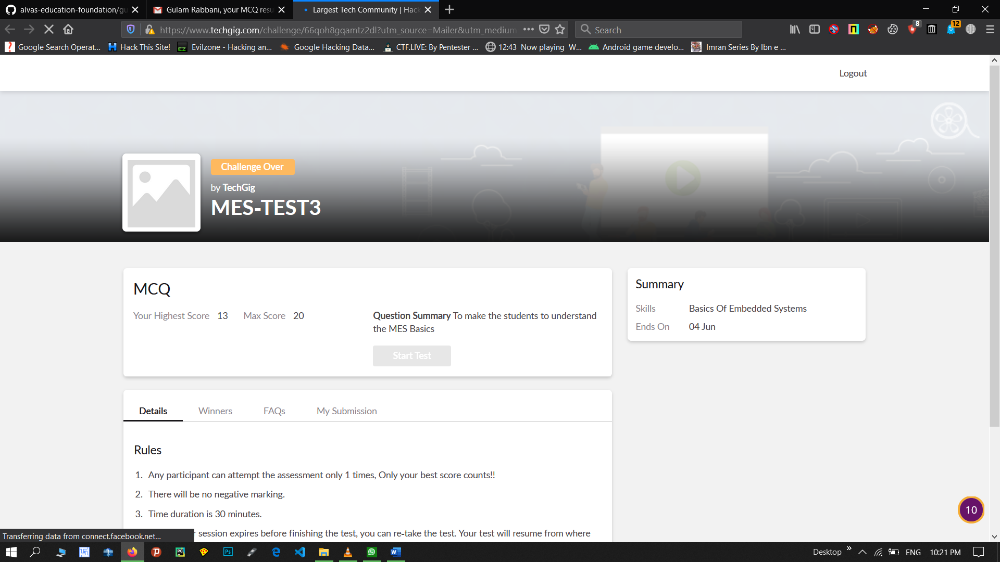 alvas-education-foundation/gu
Gulam Rabbani, your MCQ resu
Largest Tech Community | Hack
https://www.techgig.com/challenge/66qoh8gqamtz2dl?utm_source=Mailer&utm_medium
Search
8
12
Google Search Operat...
Hack This Site!
EZ
Evilzone - Hacking an...
Google Hacking Data...
CTF.LIVE: By Pentester ...
12:43 Now playing W...
Android game develo...
Imran Series By Ibn e ...
Logout
Challenge Over
by TechGig
MES-TEST3
MCQ
Your Highest Score 13 Max Score 20
Question Summary To make the students to understand
the MES Basics
Start Test
Summary
Skills Basics Of Embedded Systems
Ends On 04 Jun
Details
Winners
FAQs
My Submission
Rules
1. Any participant can attempt the assessment only 1 times, Only your best score counts!!
2. There will be no negative marking.
3. Time duration is 30 minutes.
session expires before finishing the test, you can re-take the test. Your test will resume from where
10
Transferring data from connect.facebook.net...
Desktop
ENG
10:21 PM